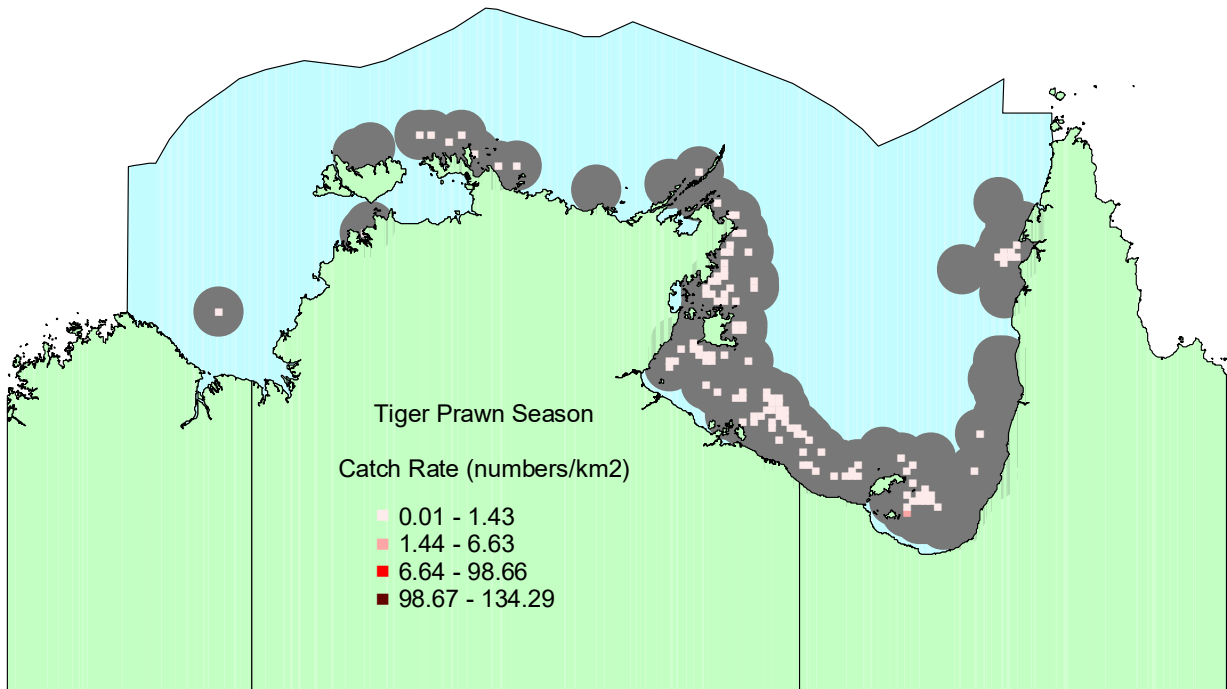 Tiger Prawn Season
Catch Rate (numbers/km2)
0.01 - 1.43
1.44 - 6.63
6.64 - 98.66
98.67 - 134.29